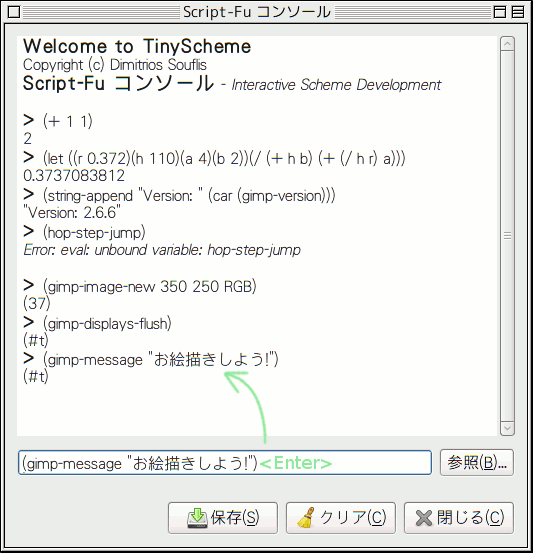 Script-Fu コンソール
Welcome to TinyScheme
Copyright (c) Dimitrios Souflis
Script-Fu コンソール - Interactive Scheme Development
> (+ 1 1)
2
> (let ((r 0.372)(h 110)(a 4)(b 2))(/ (+ h b) (+ (/ h r) a)))
0.3737083812
> (string-append "Version: " (car (gimp-version)))
"Version: 2.6.6"
> (hop-step-jump)
Error: eval: unbound variable: hop-step-jump
> (gimp-image-new 350 250 RGB)
(37)
> (gimp-displays-flush)
(#t)
> (gimp-message "お絵描きしよう!")
(#t)
(gimp-message "お絵描きしよう!")<Enter> 参照(B)...
保存(S) クリア(C) 閉じる(C)